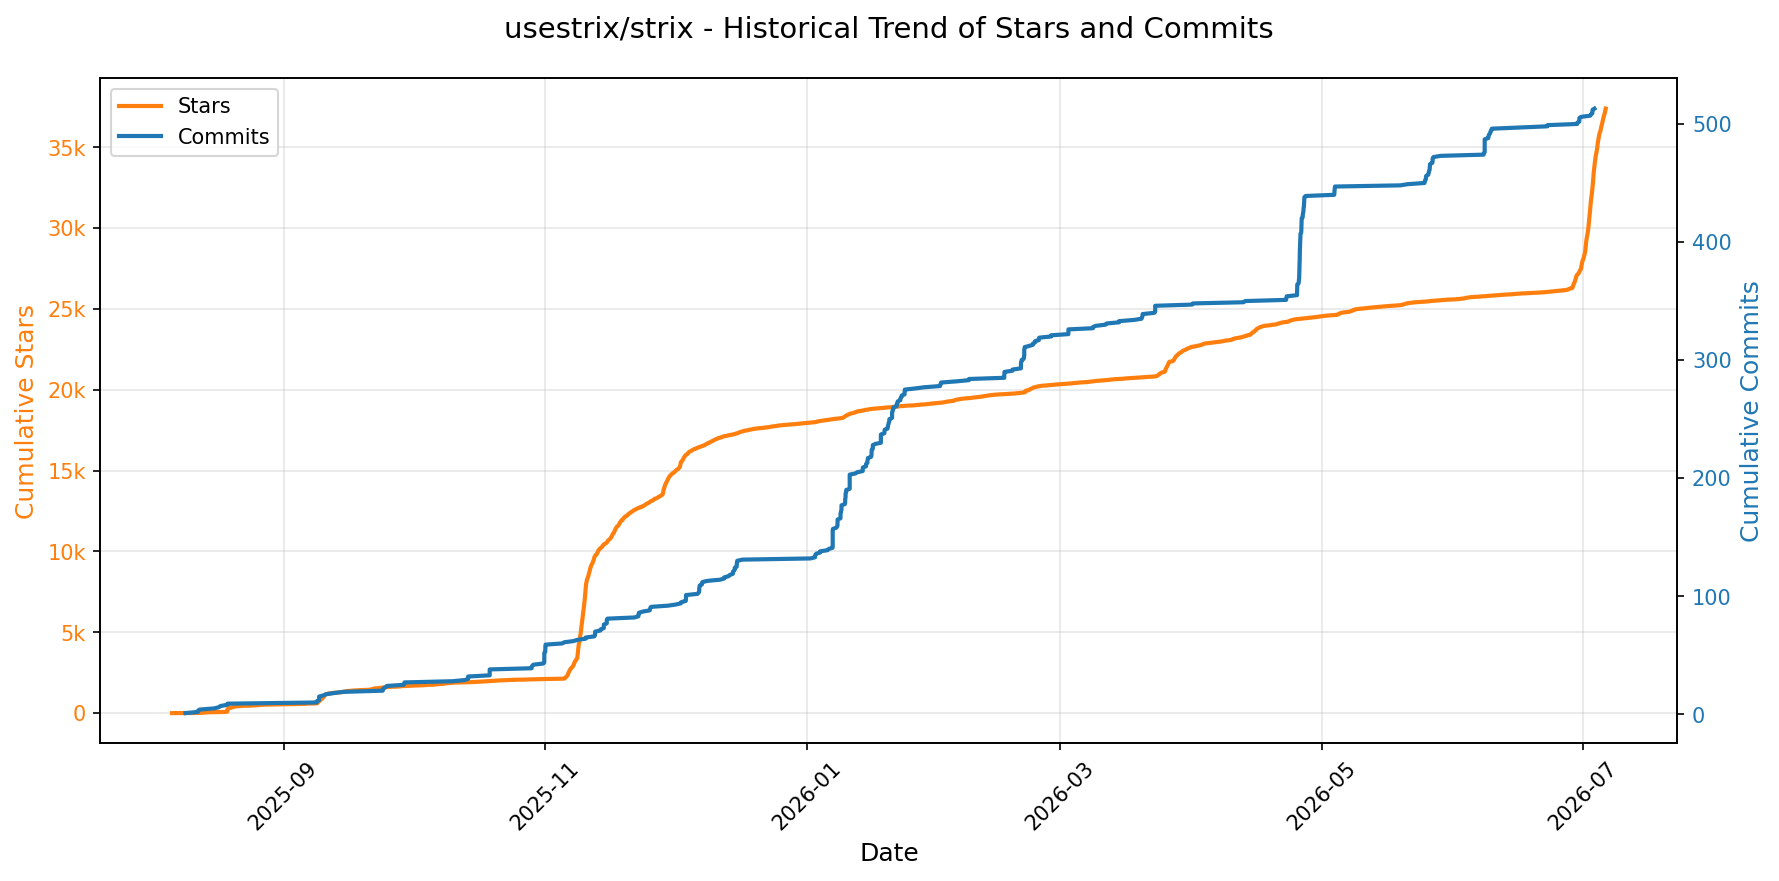 usestrix/strix - Historical Trend of Stars and Commits
Stars
Commits
35k
30k
25k
20k
15k
10k
5k
0
Cumulative Stars
500
400
300
200
100
0
Cumulative Commits
2025-09
2025-11
2026-01
2026-03
2026-05
2026-07
Date